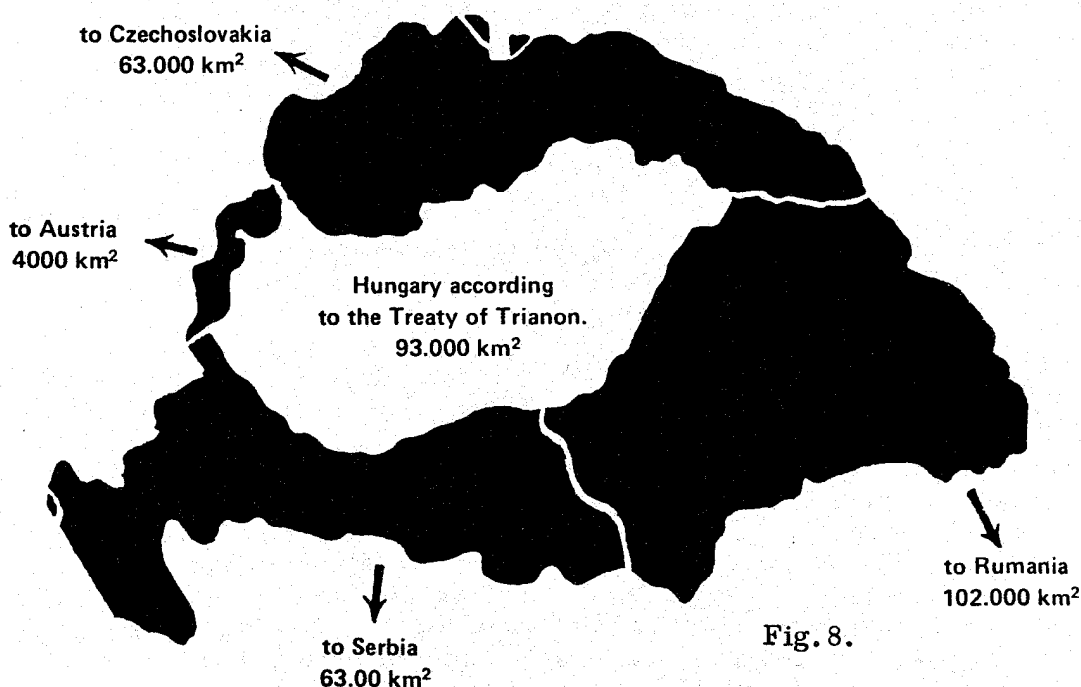 to Czechoslovakia
63.000 km²
to Austria
4000 km²
Hungary according
to the Treaty of Trianon.
93.000 km²
to Rumania
102.000 km²
to Serbia
63.00 km²
Fig. 8.